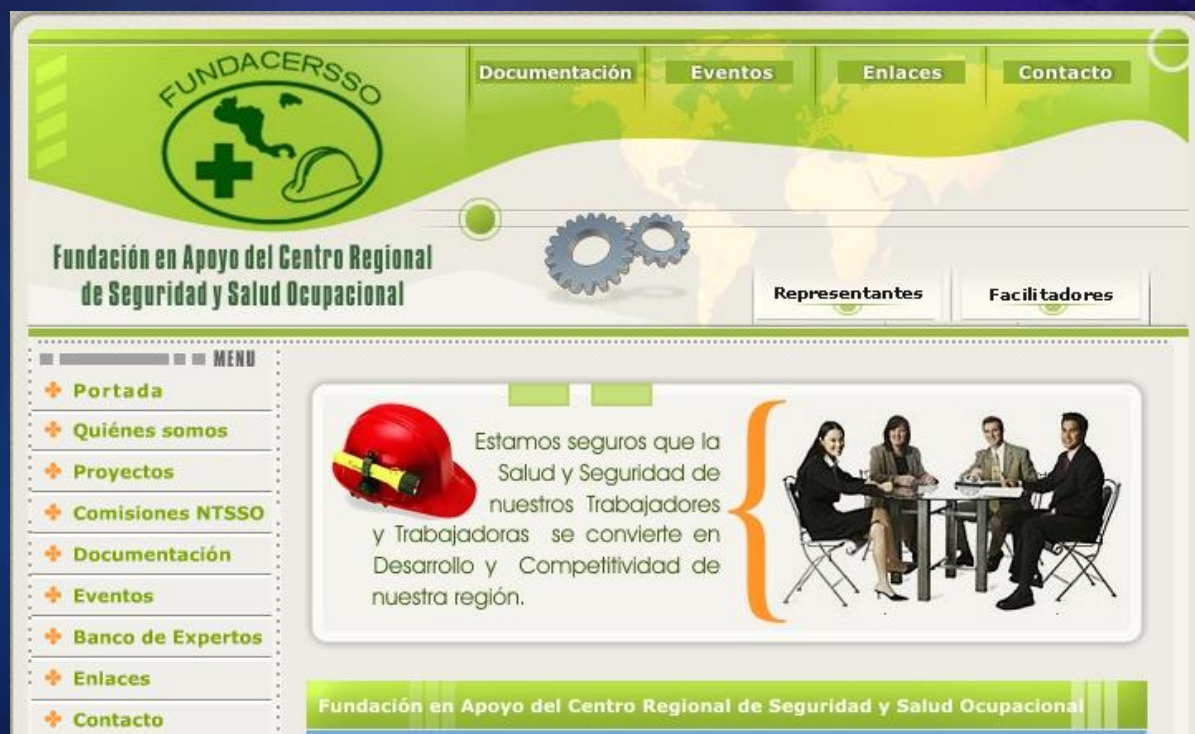 FUNDACERSSO
Documentación
Eventos
Enlaces
Contacto
Fundación en Apoyo del Centro Regional
de Seguridad y Salud Ocupacional
Representantes
Facilitadores
MENU
Portada
Quiénes somos
Proyectos
Comisiones NTSSO
Documentación
Eventos
Banco de Expertos
Enlaces
Contacto
Estamos seguros que la
Salud y Seguridad de
nuestros Trabajadores
y Trabajadoras se convierte en
Desarrollo y Competitividad de
nuestra región.
Fundación en Apoyo del Centro Regional de Seguridad y Salud Ocupacional